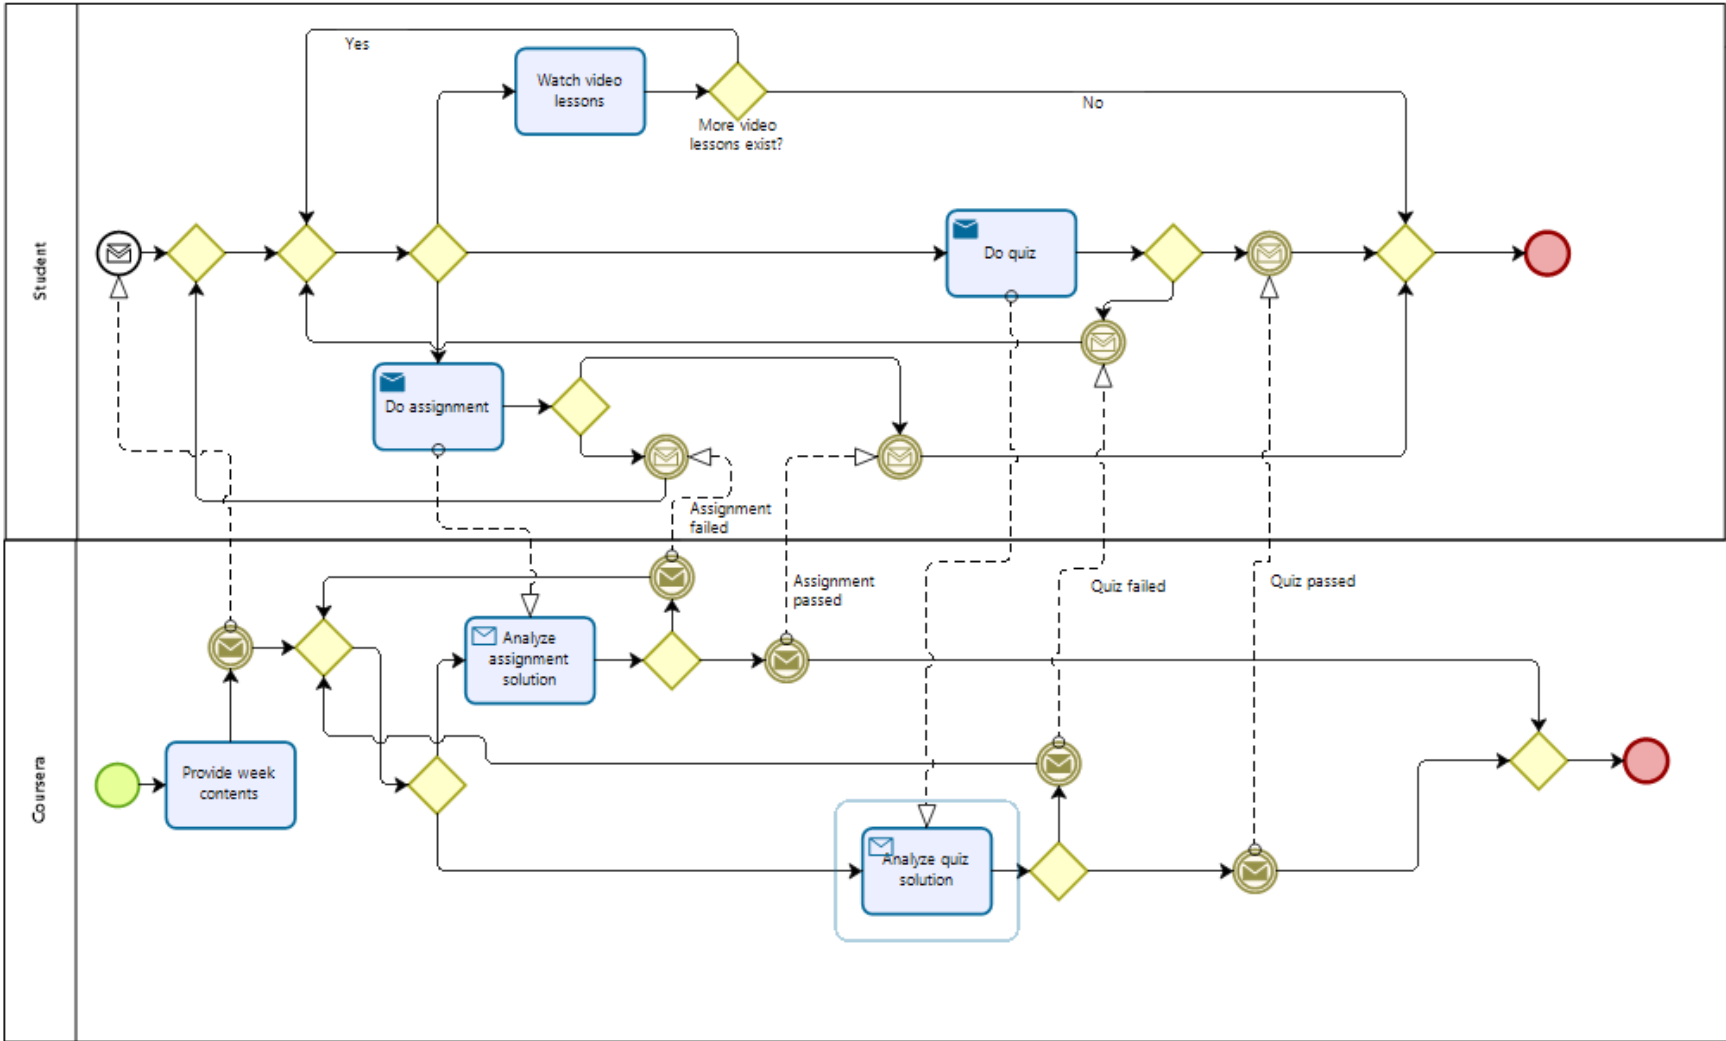 Yes
Watch video
lessons
More video
lessons exist?
No
Student
Do quiz
Do assignment
Assignment
failed
Assignment
passed
Quiz failed
Quiz passed
Coursera
Analyze
assignment
solution
Provide week
contents
Analyze quiz
solution